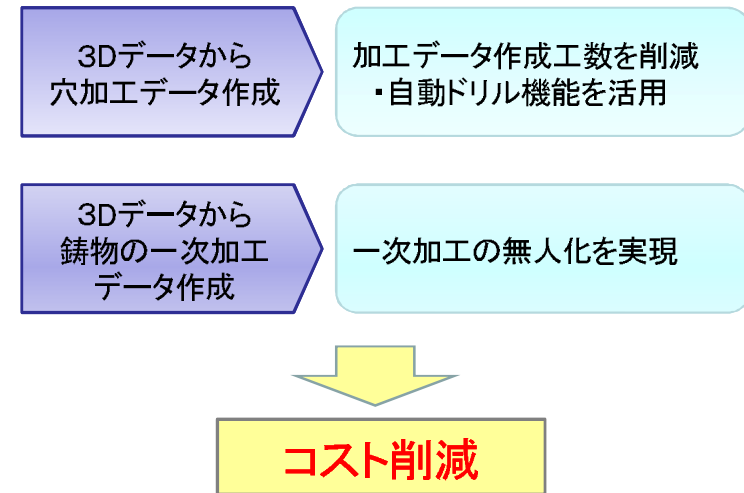 3Dデータから
穴加工データ作成
加工データ作成工数を削減
・自動ドリル機能を活用
3Dデータから
鋳物の一次加工
データ作成
一次加工の無人化を実現
コスト削減